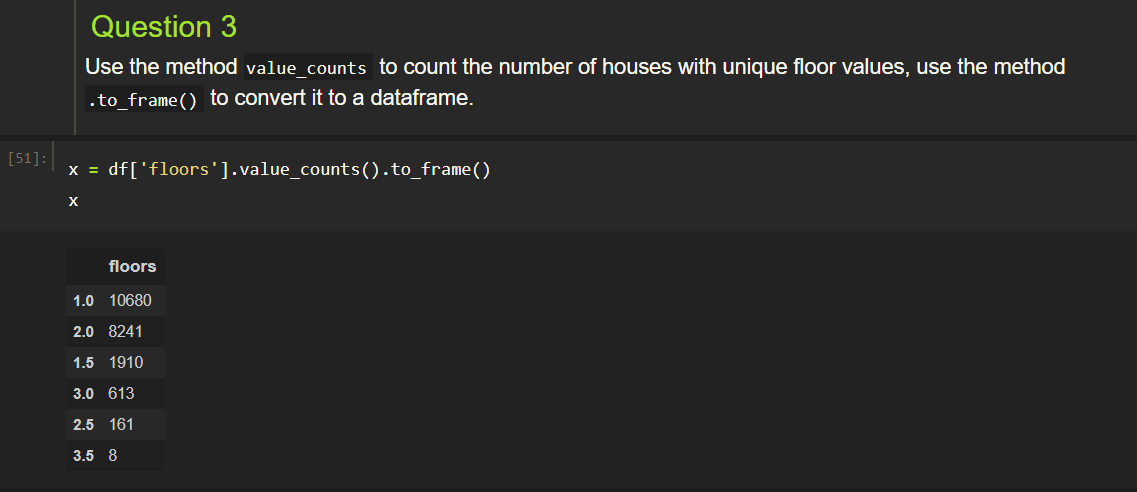 Question 3
Use the method value_counts to count the number of houses with unique floor values, use the method
.to_frame() to convert it to a dataframe.
[51]:
x = df['floors'].value_counts().to_frame()
x
floors
1.0 10680
2.0 8241
1.5 1910
3.0 613
2.5 161
3.5 8